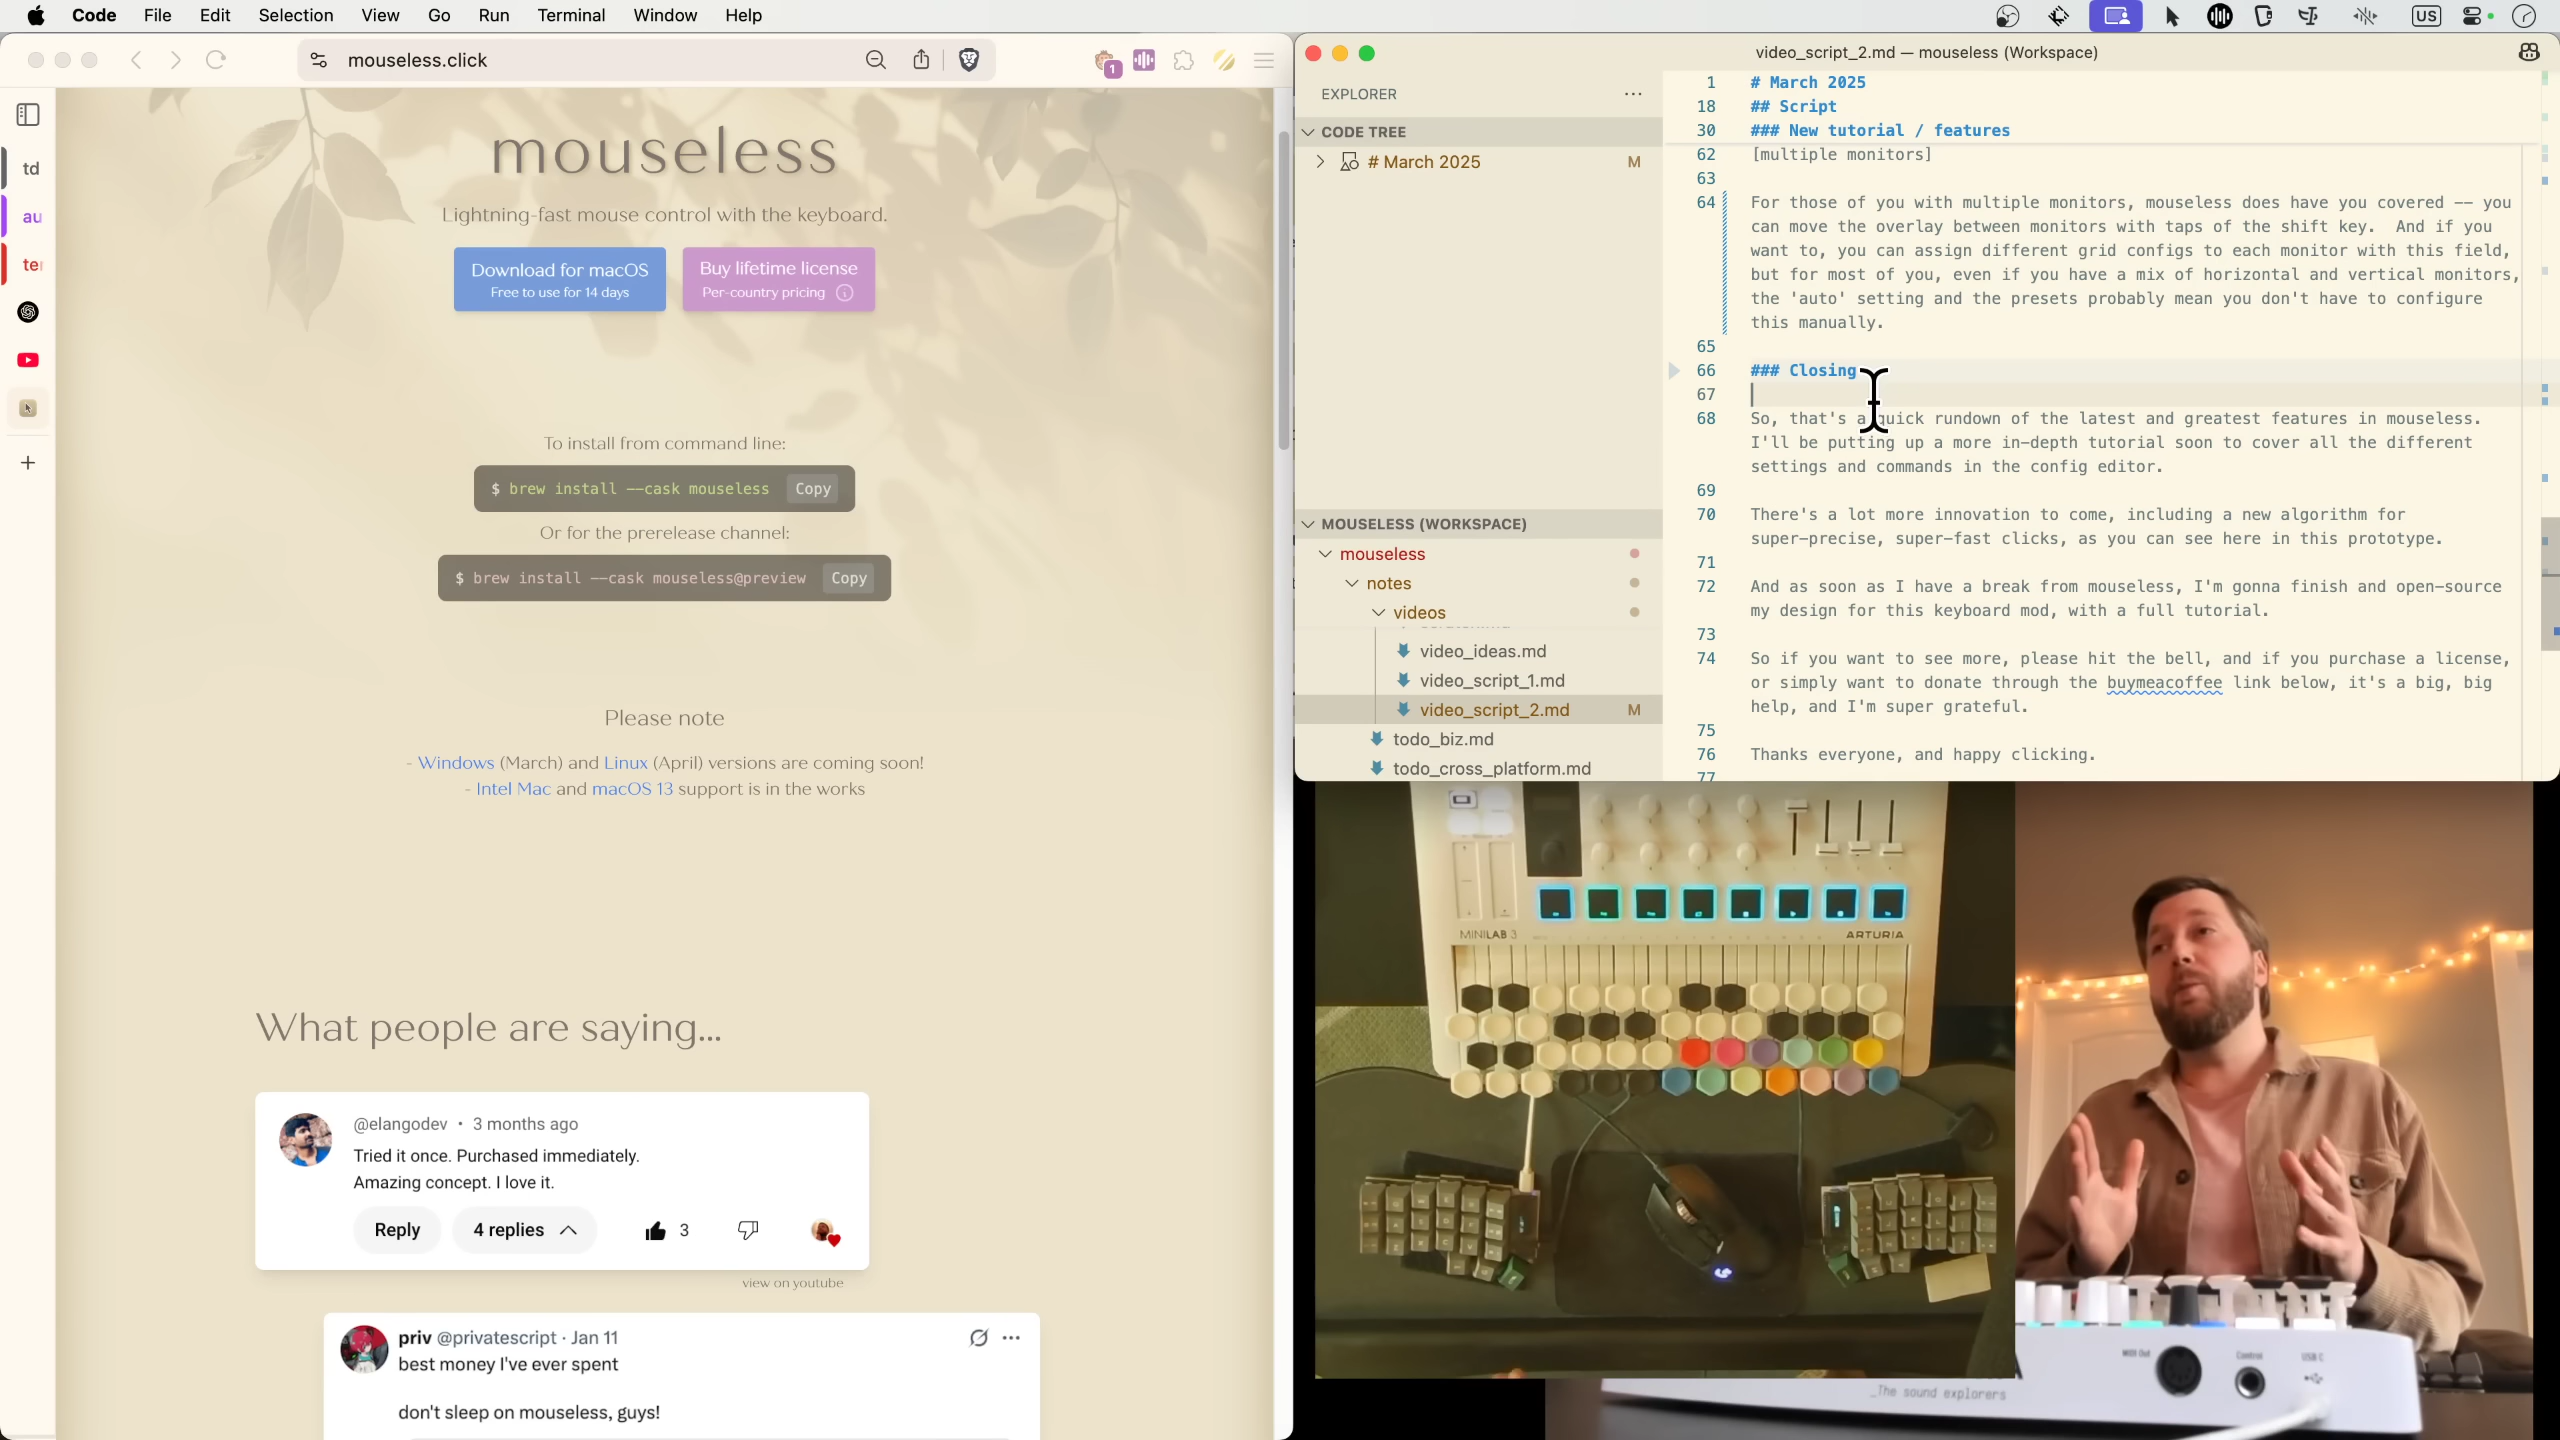 Code File Edit Selection View Go Run Terminal Window Help
US
mouseless.click
1
td
au
mouseless
Lightning-fast mouse control with the keyboard.
Download for macOS
Free to use for 14 days
Buy lifetime license
Per-country pricing
To install from command line:
$ brew install --cask mouseless Copy
Or for the prerelease channel:
$ brew install --cask mouseless@preview Copy
Please note
- Windows (March) and Linux (April) versions are coming soon!
- Intel Mac and macOS 13 support is in the works
What people are saying...
@elangodev • 3 months ago
Tried it once. Purchased immediately.
Amazing concept. I love it.
Reply 4 replies 3
view on youtube
priv @privatescript · Jan 11
best money I've ever spent
don't sleep on mouseless, guys!
video_script_2.md — mouseless (Workspace)
EXPLORER
CODE TREE
# March 2025 M
MOUSELESS (WORKSPACE)
mouseless
notes
videos
video_ideas.md
video_script_1.md
video_script_2.md M
todo_biz.md
todo_cross_platform.md
1 # March 2025
18 ## Script
30 ### New tutorial / features
62 [multiple monitors]
63
64 For those of you with multiple monitors, mouseless does have you covered -- you
can move the overlay between monitors with taps of the shift key. And if you
want to, you can assign different grid configs to each monitor with this field,
but for most of you, even if you have a mix of horizontal and vertical monitors,
the 'auto' setting and the presets probably mean you don't have to configure
this manually.
65
66 ### Closing
67
68 So, that's a quick rundown of the latest and greatest features in mouseless.
I'll be putting up a more in-depth tutorial soon to cover all the different
settings and commands in the config editor.
69
70 There's a lot more innovation to come, including a new algorithm for
super-precise, super-fast clicks, as you can see here in this prototype.
71
72 And as soon as I have a break from mouseless, I'm gonna finish and open-source
my design for this keyboard mod, with a full tutorial.
73
74 So if you want to see more, please hit the bell, and if you purchase a license,
or simply want to donate through the buymeacoffee link below, it's a big, big
help, and I'm super grateful.
75
76 Thanks everyone, and happy clicking.
77
MINILAB 3
ARTURIA
MIDI Out
Control
USB C
_The sound explorers